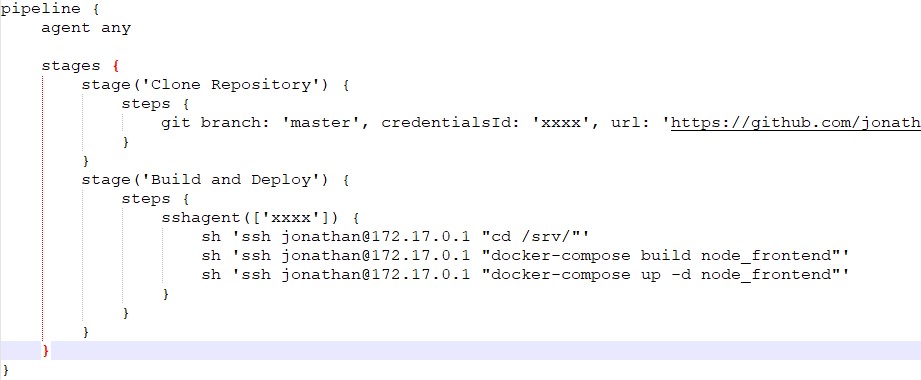 pipeline {
    agent any

    stages {
        stage('Clone Repository') {
            steps {
                git branch: 'master', credentialsId: 'xxxx', url: 'https://github.com/jonath
            }
        }
        stage('Build and Deploy') {
            steps {
                sshagent(['xxxx']) {
                    sh 'ssh jonathan@172.17.0.1 "cd /srv/"'
                    sh 'ssh jonathan@172.17.0.1 "docker-compose build node_frontend"'
                    sh 'ssh jonathan@172.17.0.1 "docker-compose up -d node_frontend"'
                }
            }
        }
    }
}